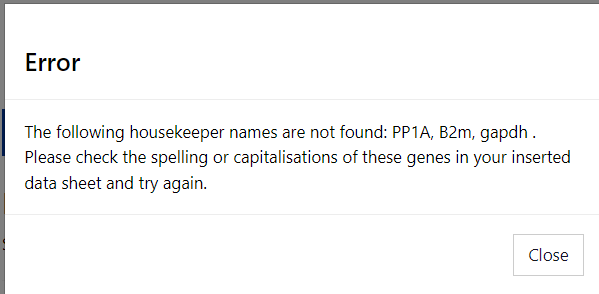 Error
The following housekeeper names are not found: PP1A, B2m, gapdh .
Please check the spelling or capitalisations of these genes in your inserted
data sheet and try again.
Close